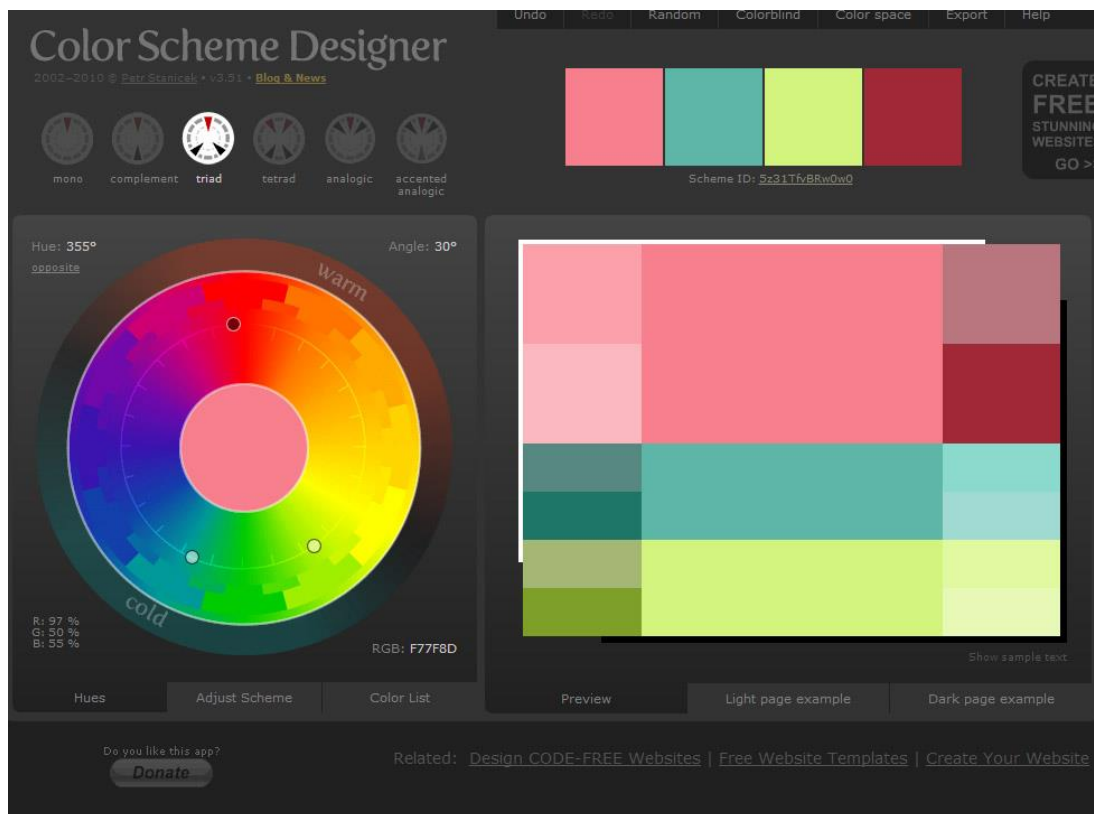 Undo Redo Random Colorblind Color space Export Help
Color Scheme Designer
2002–2010 © Petr Stanicek • v3.51 • Blog & News
CREATE
FREE
STUNNING
WEBSITE
GO >
mono complement triad tetrad analogic accented analogic
Scheme ID: 5z31TfvBRw0w0
Hue: 355° Angle: 30°
opposite
warm
cold
R: 97 %
G: 50 %
B: 55 %
RGB: F77F8D
Show sample text
Hues Adjust Scheme Color List
Preview Light page example Dark page example
Do you like this app?
Donate
Related: Design CODE-FREE Websites | Free Website Templates | Create Your Website